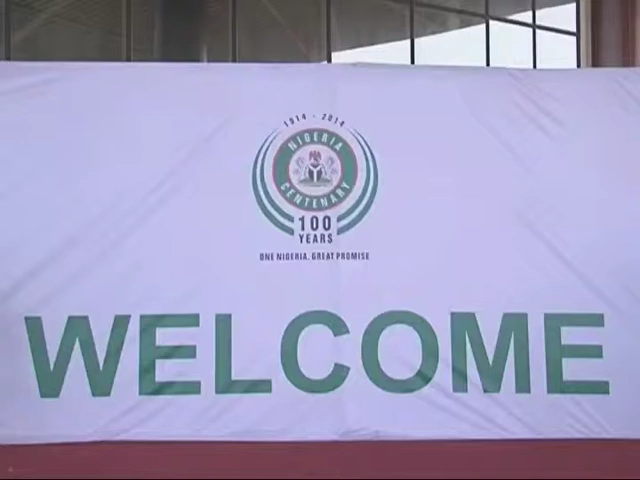 1914 - 2014
NIGERIA
CENTENARY
100
YEARS
ONE NIGERIA, GREAT PROMISE
WELCOME